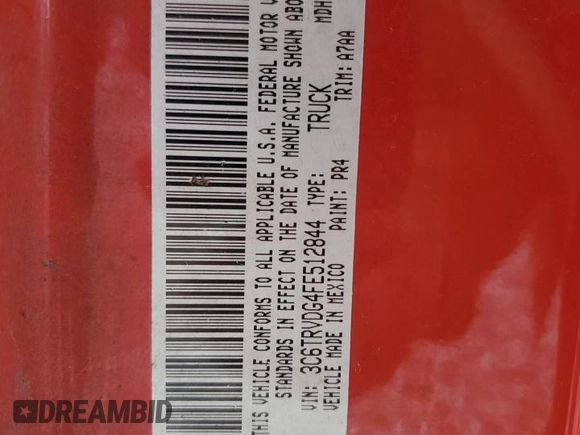 THIS VEHICLE CONFORMS TO ALL APPLICABLE U.S.A. FEDERAL MOTOR
STANDARDS IN EFFECT ON THE DATE OF MANUFACTURE SHOWN ABO
VIN: 3C6TRVDG4FE512844 TYPE: TRUCK MDH
VEHICLE MADE IN MEXICO PAINT: PR4 TRIM: A7AA
DREAMBID